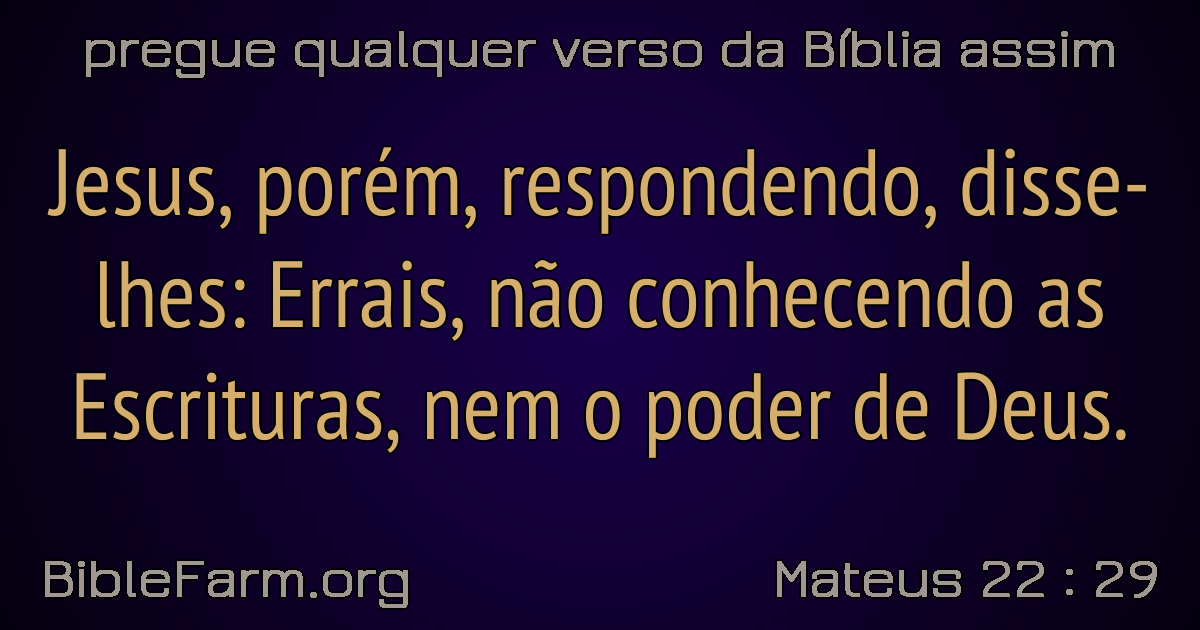 pregue qualquer verso da Bíblia assim
Jesus, porém, respondendo, disse-
lhes: Errais, não conhecendo as
Escrituras, nem o poder de Deus.
BibleFarm.org
Mateus 22 : 29